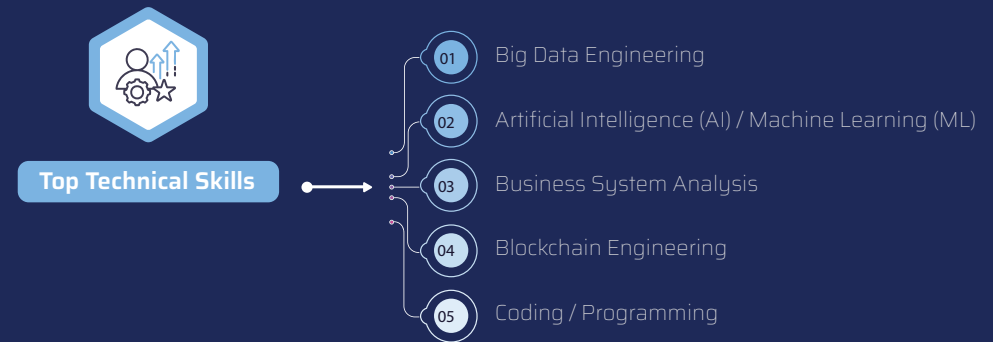 Top Technical Skills
01 Big Data Engineering
02 Artificial Intelligence (AI) / Machine Learning (ML)
03 Business System Analysis
04 Blockchain Engineering
05 Coding / Programming